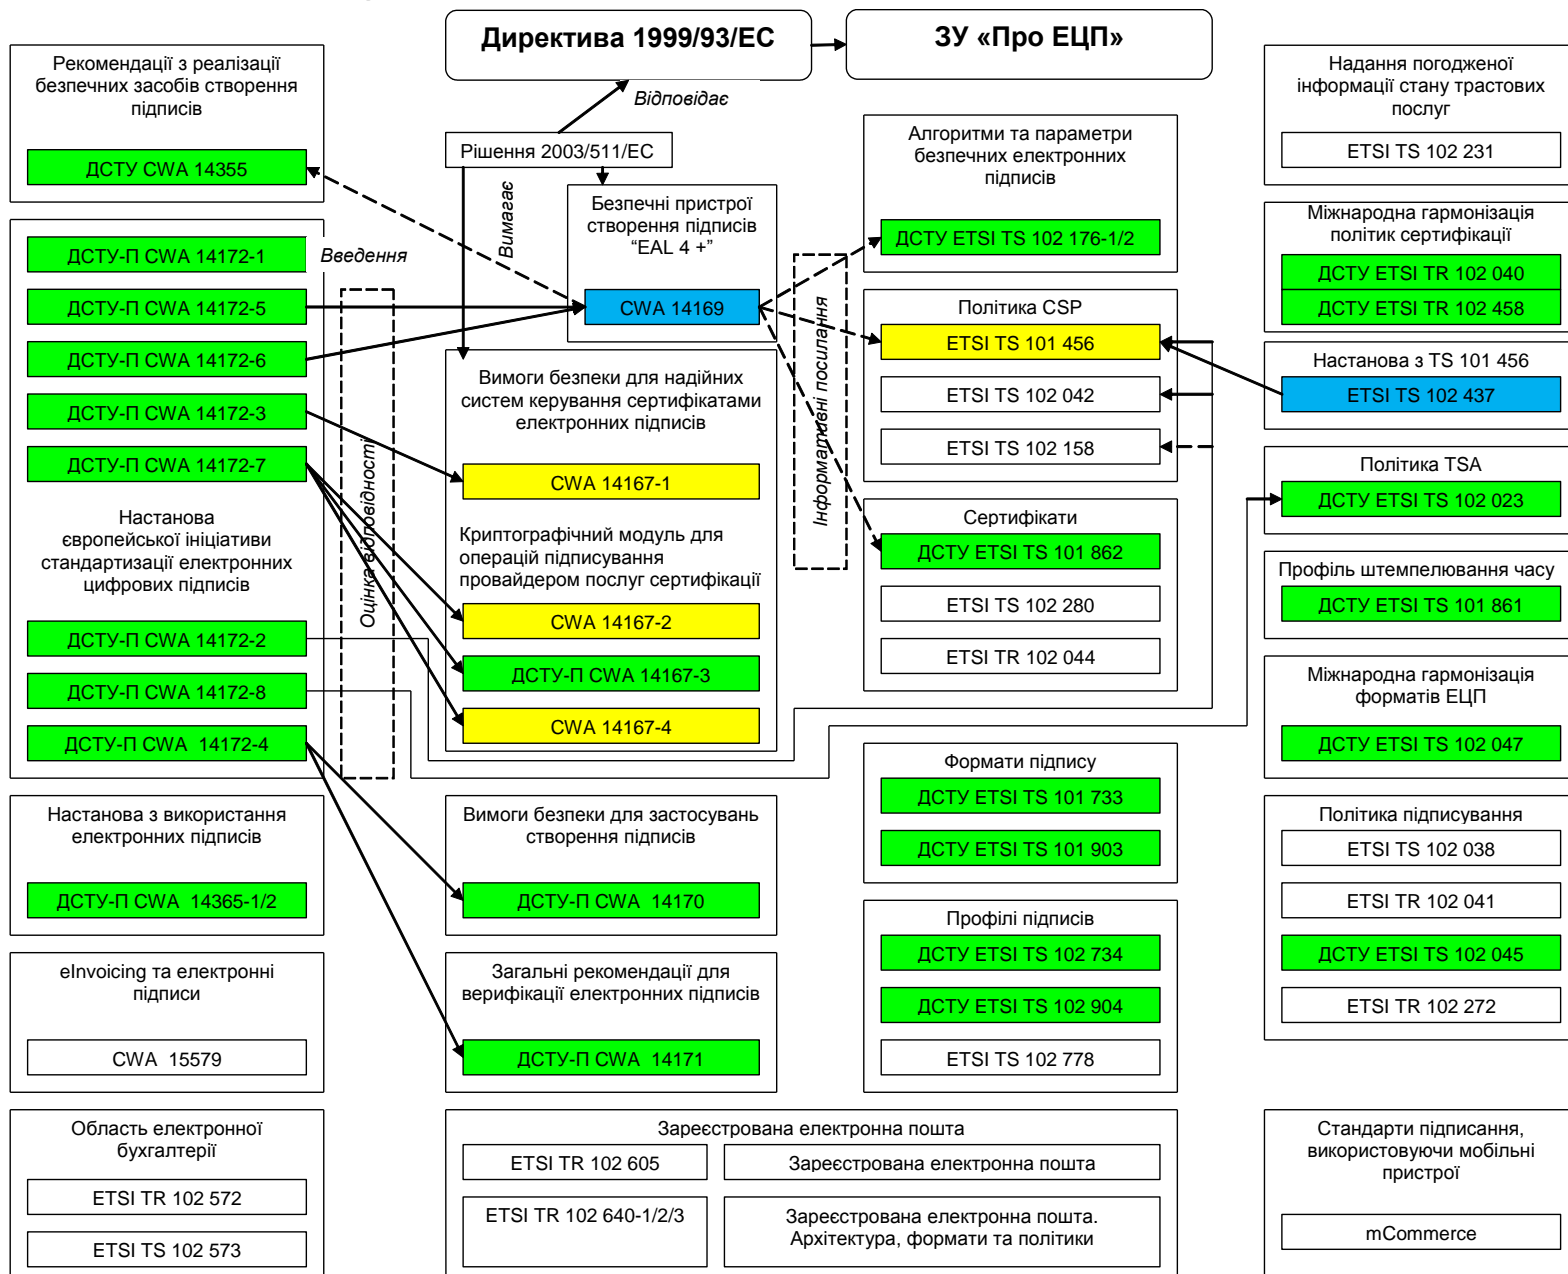 Директива 1999/93/ЕС
ЗУ «Про ЕЦП»
Відповідає
Рішення 2003/511/ЕС
Вимагає
Рекомендації з реалізації
безпечних засобів створення
підписів
ДСТУ CWA 14355
ДСТУ-П CWA 14172-1
Введення
ДСТУ-П CWA 14172-5
ДСТУ-П CWA 14172-6
ДСТУ-П CWA 14172-3
ДСТУ-П CWA 14172-7
Настанова
європейської ініціативи
стандартизації електронних
цифрових підписів
ДСТУ-П CWA 14172-2
ДСТУ-П CWA 14172-8
ДСТУ-П CWA 14172-4
Оцінка відповідності
Настанова з використання
електронних підписів
ДСТУ-П CWA 14365-1/2
eInvoicing та електронні
підписи
CWA 15579
Область електронної
бухгалтерії
ETSI TR 102 572
ETSI TS 102 573
Безпечні пристрої
створення підписів
“EAL 4 +”
CWA 14169
Вимоги безпеки для надійних
систем керування сертифікатами
електронних підписів
CWA 14167-1
Криптографічний модуль для
операцій підписування
провайдером послуг сертифікації
CWA 14167-2
ДСТУ-П CWA 14167-3
CWA 14167-4
Вимоги безпеки для застосувань
створення підписів
ДСТУ-П CWA 14170
Загальні рекомендації для
верифікації електронних підписів
ДСТУ-П CWA 14171
Інформативні посилання
Алгоритми та параметри
безпечних електронних
підписів
ДСТУ ETSI TS 102 176-1/2
Політика CSP
ETSI TS 101 456
ETSI TS 102 042
ETSI TS 102 158
Сертифікати
ДСТУ ETSI TS 101 862
ETSI TS 102 280
ETSI TR 102 044
Формати підпису
ДСТУ ETSI TS 101 733
ДСТУ ETSI TS 101 903
Профілі підписів
ДСТУ ETSI TS 102 734
ДСТУ ETSI TS 102 904
ETSI TS 102 778
Зареєстрована електронна пошта
ETSI TR 102 605
Зареєстрована електронна пошта
ETSI TR 102 640-1/2/3
Зареєстрована електронна пошта.
Архітектура, формати та політики
Надання погодженої
інформації стану трастових
послуг
ETSI TS 102 231
Міжнародна гармонізація
політик сертифікації
ДСТУ ETSI TR 102 040
ДСТУ ETSI TR 102 458
Настанова з TS 101 456
ETSI TS 102 437
Політика TSA
ДСТУ ETSI TS 102 023
Профіль штемпелювання часу
ДСТУ ETSI TS 101 861
Міжнародна гармонізація
форматів ЕЦП
ДСТУ ETSI TS 102 047
Політика підписування
ETSI TS 102 038
ETSI TR 102 041
ДСТУ ETSI TS 102 045
ETSI TR 102 272
Стандарти підписання,
використовуючи мобільні
пристрої
mCommerce